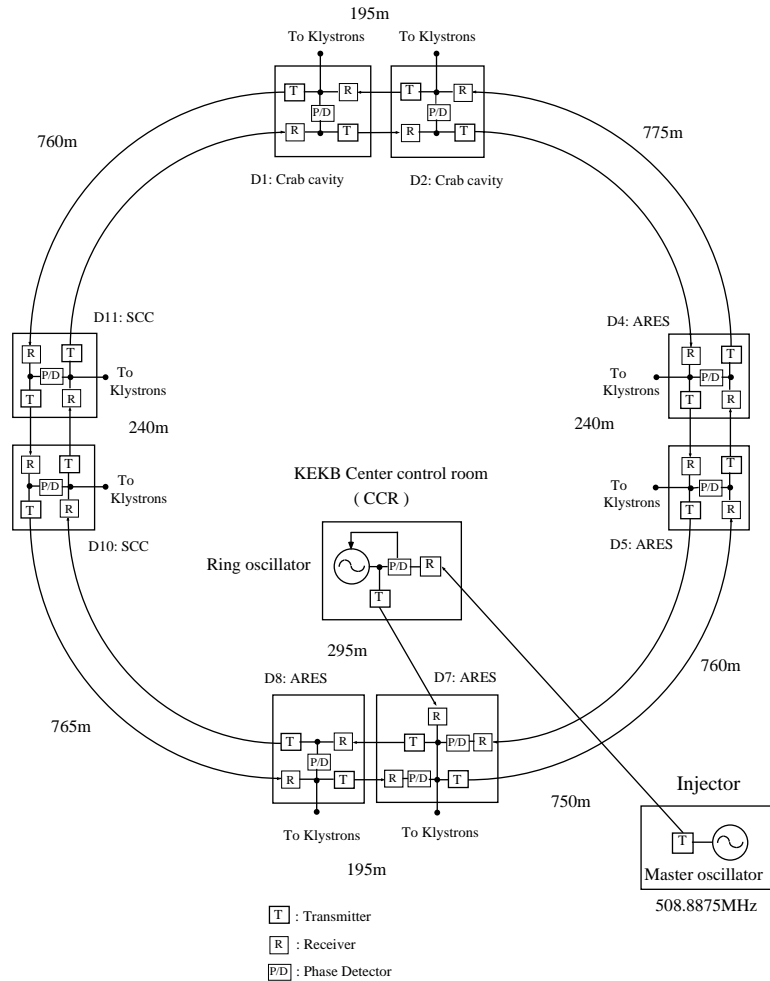 195m
To Klystrons
To Klystrons
T
R
T
R
P/D
P/D
R
T
R
T
760m
775m
D1: Crab cavity
D2: Crab cavity
D11: SCC
D4: ARES
R
T
P/D
T
R
To
Klystrons
To
Klystrons
R
T
P/D
T
R
240m
240m
R
T
P/D
T
R
To
Klystrons
To
Klystrons
R
T
P/D
T
R
D10: SCC
D5: ARES
KEKB Center control room
( CCR )
Ring oscillator
P/D
R
T
295m
760m
D8: ARES
D7: ARES
765m
R
T
R
T
P/D
R
P/D
R
T
R
P/D
T
750m
To Klystrons
To Klystrons
195m
Injector
T
Master oscillator
508.8875MHz
T : Transmitter
R : Receiver
P/D : Phase Detector